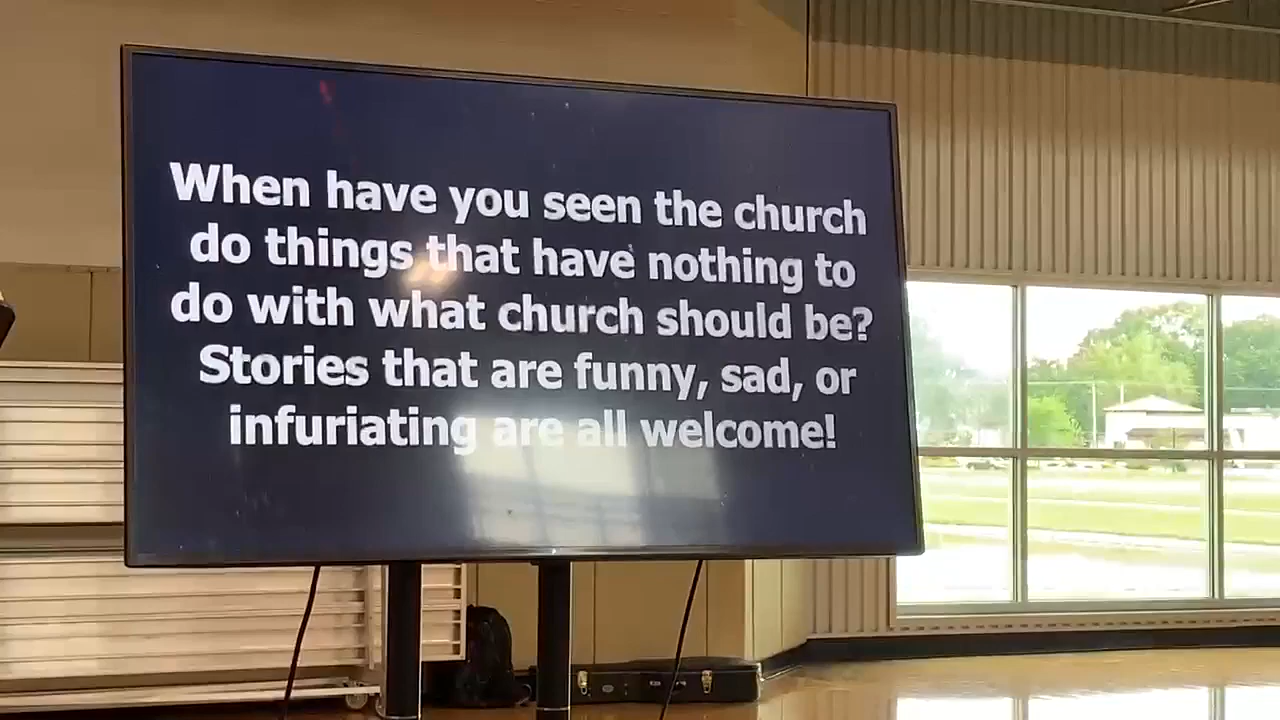 When have you seen the church
do things that have nothing to
do with what church should be?
Stories that are funny, sad, or
infuriating are all welcome!